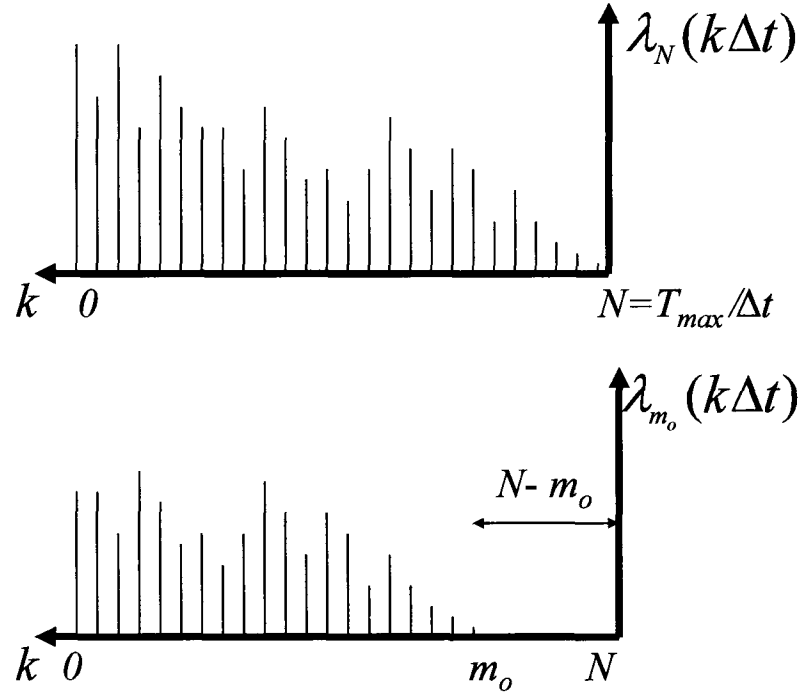 λ_N(kΔt)
k 0 N=T_max/Δt
λ_{m_o}(kΔt)
N- m_o
k 0 m_o N